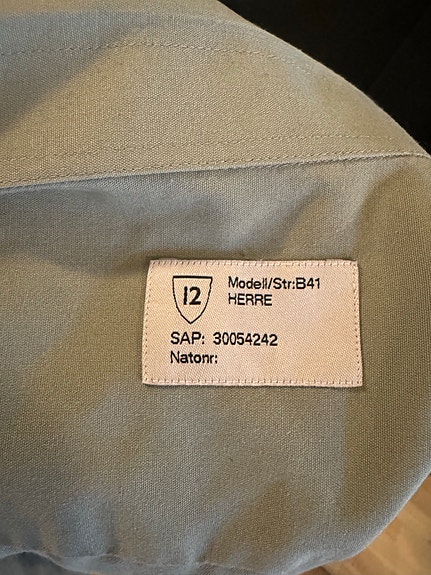 12
Modell/Str:B41
HERRE
SAP: 30054242
Natonr: